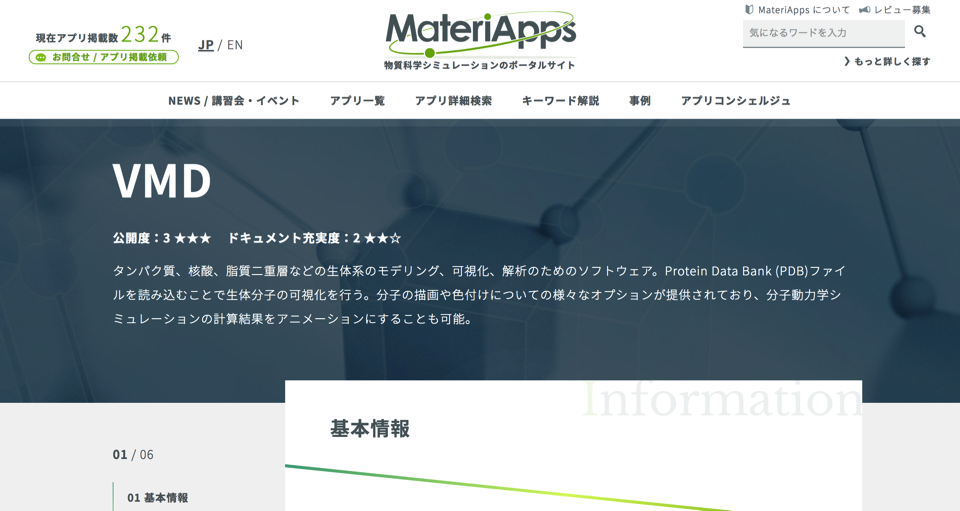 現在アプリ掲載数232件
お問合せ / アプリ掲載依頼
JP / EN
MateriApps
物質科学シミュレーションのポータルサイト
MateriApps について
レビュー募集
気になるワードを入力
もっと詳しく探す
NEWS / 講習会・イベント
アプリ一覧
アプリ詳細検索
キーワード解説
事例
アプリコンシェルジュ
VMD
公開度：3 ★★★ ドキュメント充実度：2 ★★☆
タンパク質、核酸、脂質二重層などの生体系のモデリング、可視化、解析のためのソフトウェア。Protein Data Bank (PDB)ファイ
ルを読み込むことで生体分子の可視化を行う。分子の描画や色付けについての様々なオプションが提供されており、分子動力学シ
ミュレーションの計算結果をアニメーションにすることも可能。
Information
基本情報
01 / 06
01 基本情報